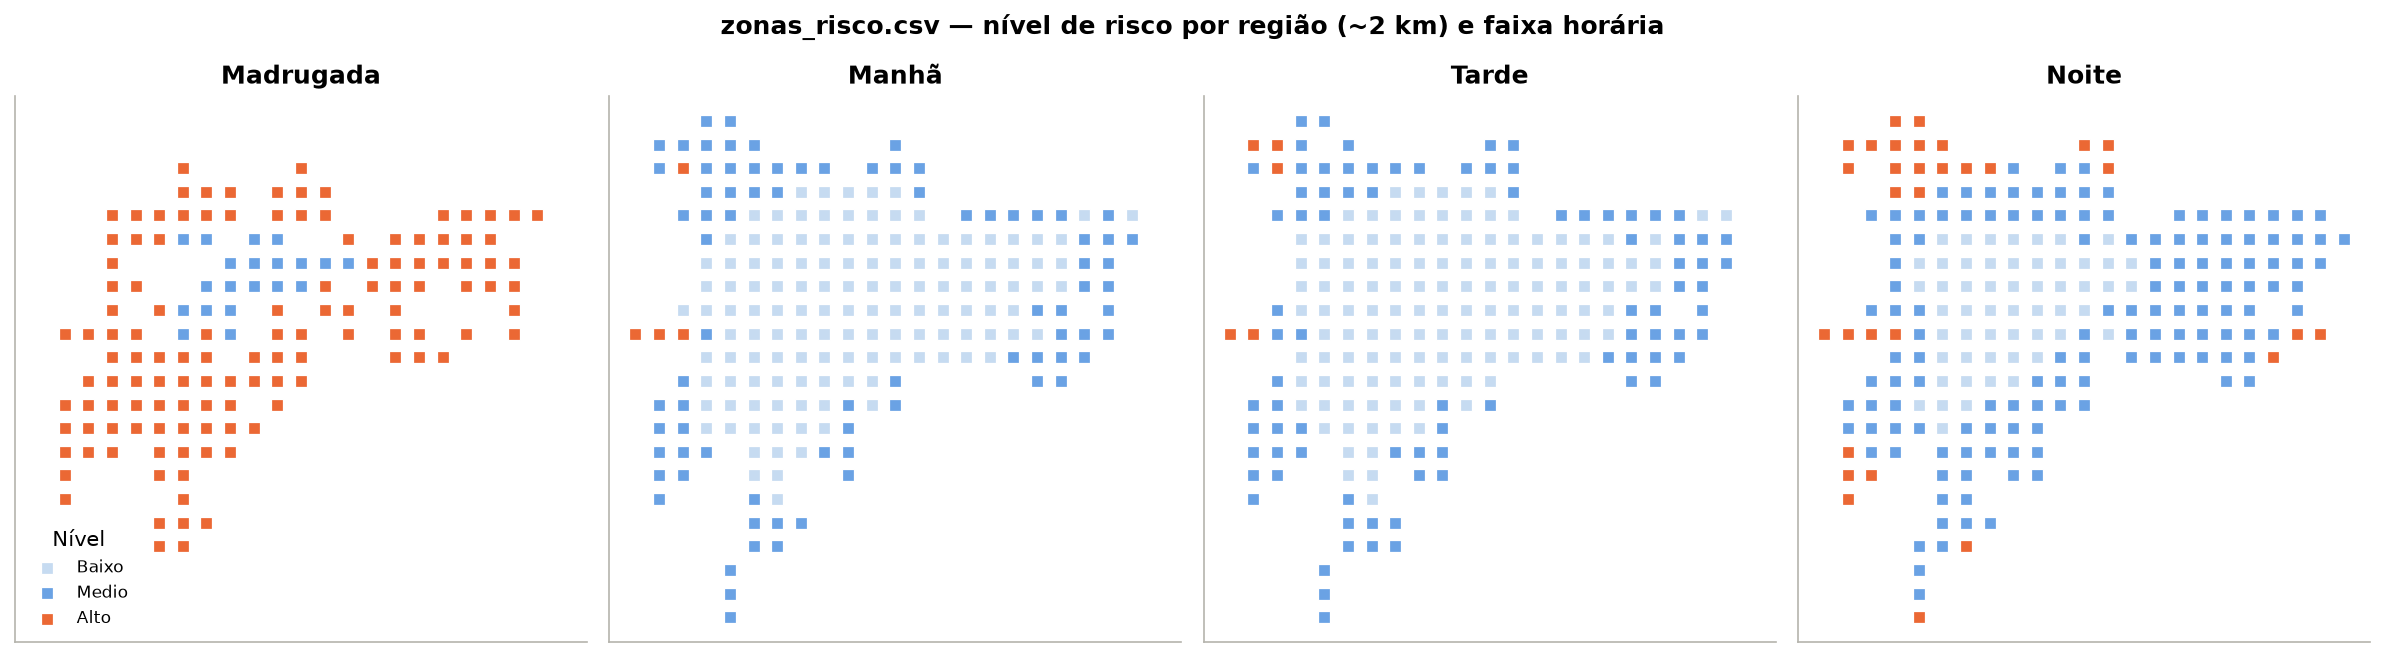 zonas_risco.csv — nível de risco por região (~2 km) e faixa horária
Madrugada
Manhã
Tarde
Noite
Nível
Baixo
Medio
Alto